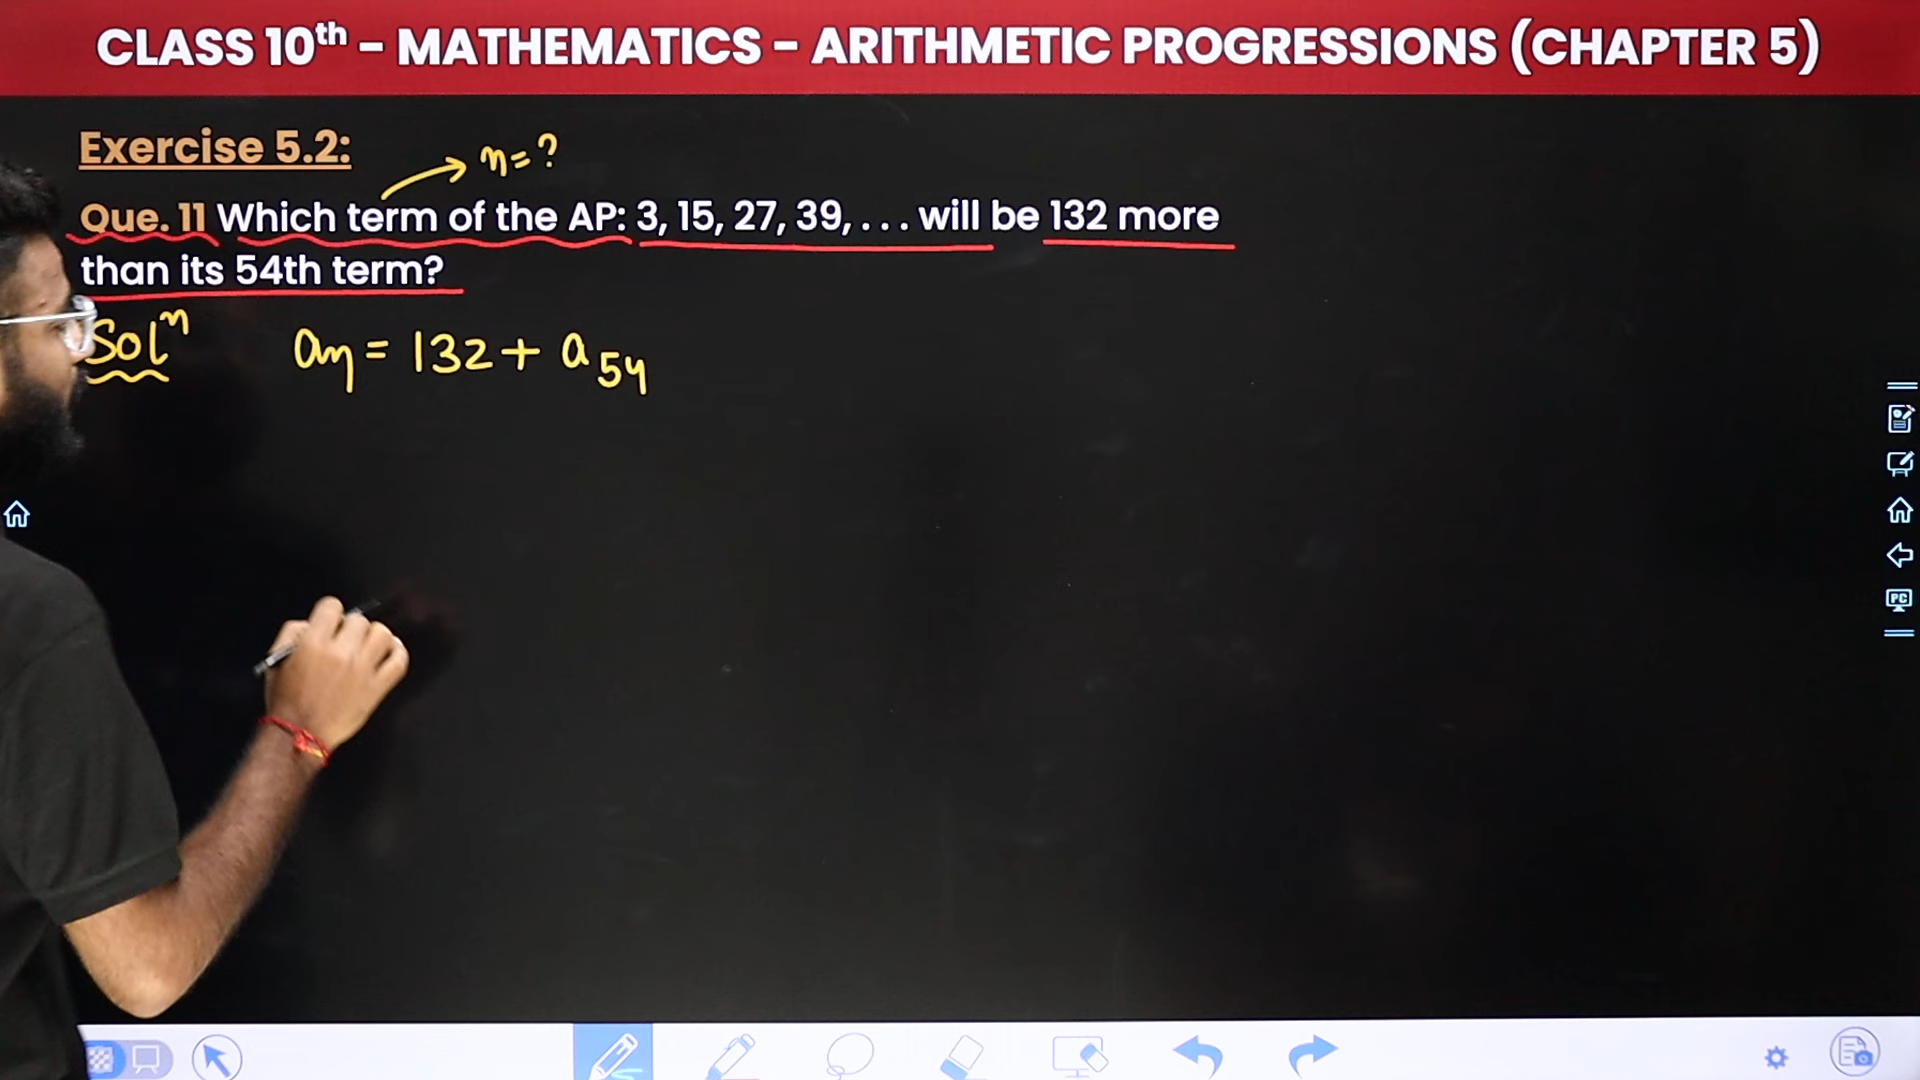 CLASS 10th - MATHEMATICS - ARITHMETIC PROGRESSIONS (CHAPTER 5)
Exercise 5.2:
n = ?
Que. 11 Which term of the AP: 3, 15, 27, 39, . . . will be 132 more
than its 54th term?
Solⁿ
aₙ = 132 + a₅₄
PC